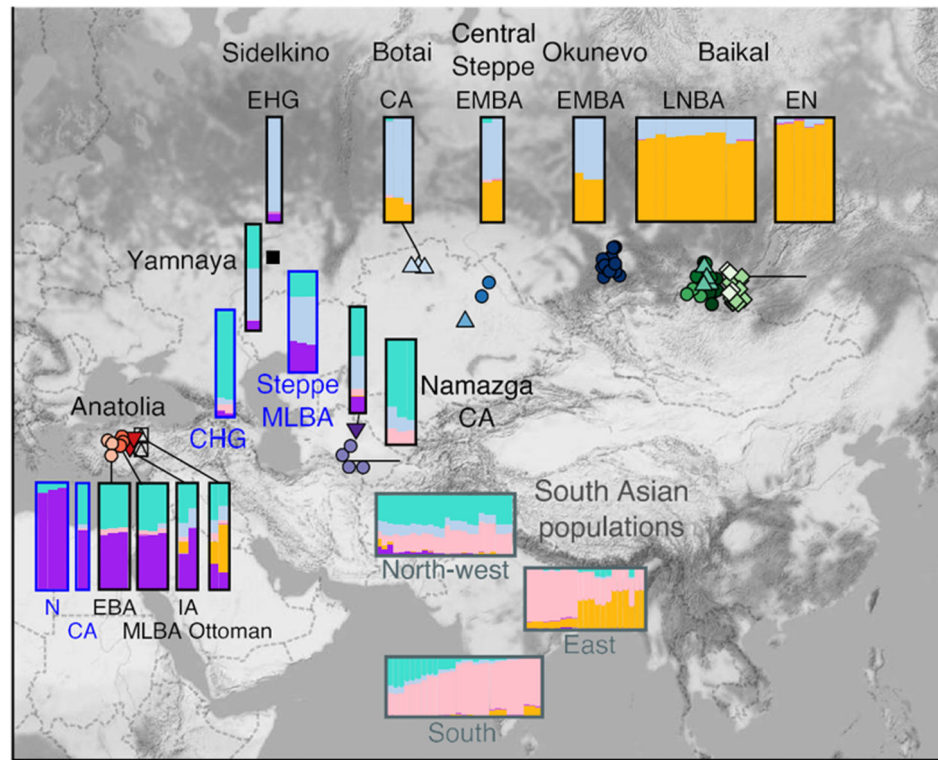 Sidelkino
EHG
Botai
CA
Central
Steppe
EMBA
Okunevo
EMBA
Baikal
LNBA
EN
Yamnaya
Steppe
MLBA
Namazga
CA
Anatolia
CHG
N
CA
EBA
MLBA
IA
Ottoman
South Asian
populations
North-west
East
South